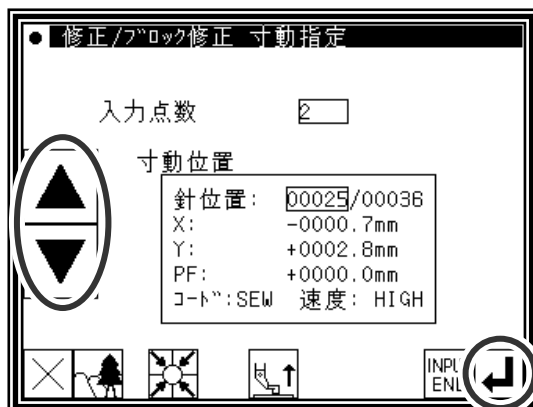 ● 修正/ブロック修正 寸動指定
入力点数 2
寸動位置
針位置: 00025/00036
X: -0000.7mm
Y: +0002.8mm
PF: +0000.0mm
コード:SEW 速度: HIGH